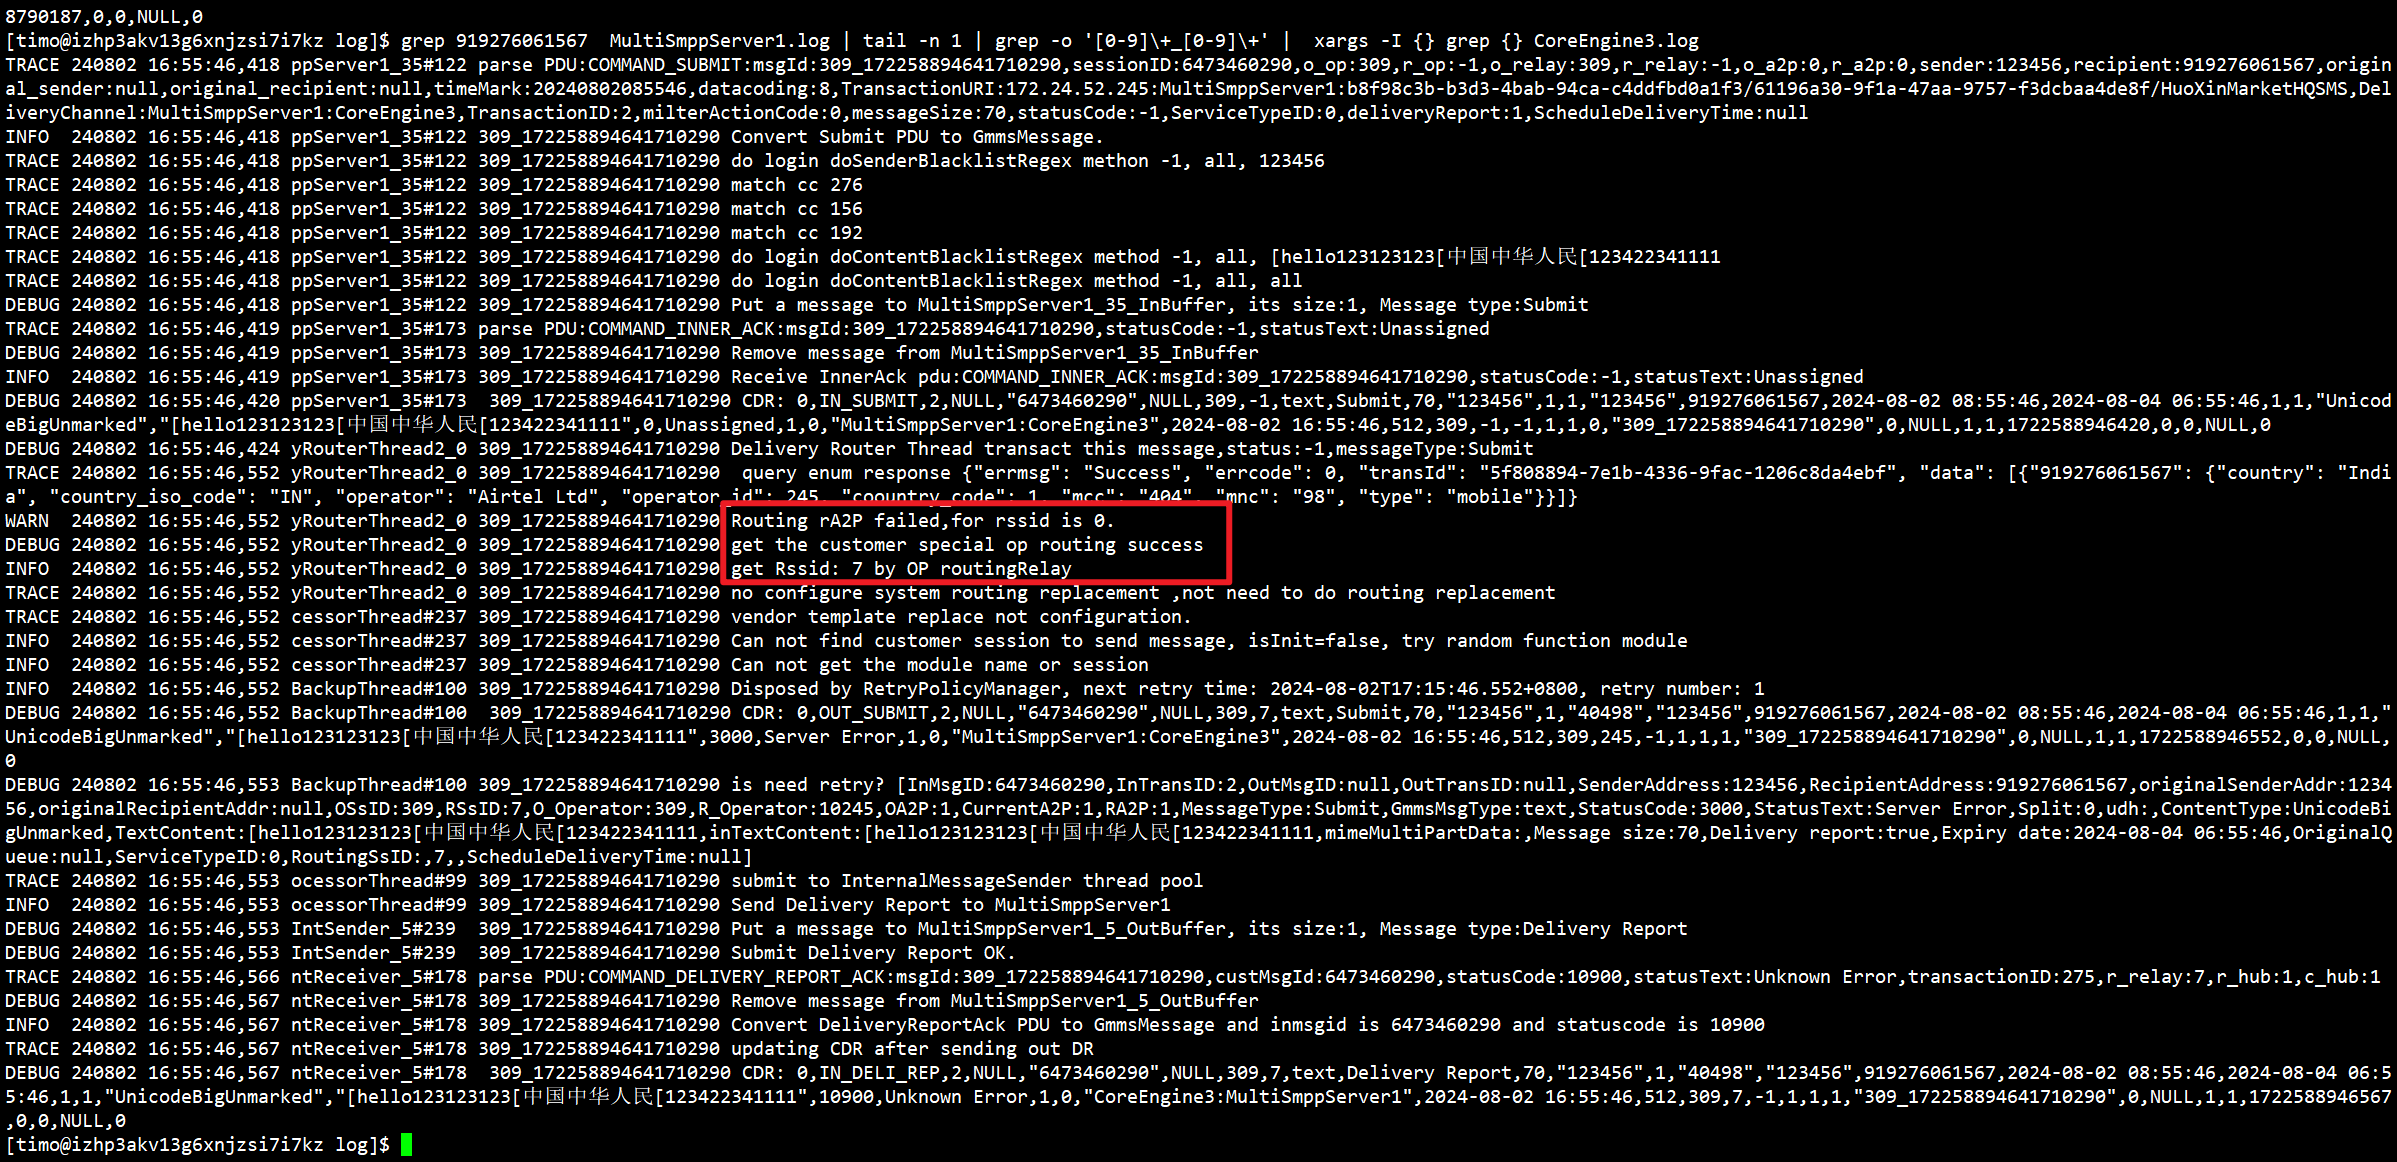 8790187,0,0,NULL,0
[timo@izhp3akv13g6xnjzsi7i7kz log]$ grep 919276061567  MultiSmppServer1.log | tail -n 1 | grep -o '[0-9]\+_[0-9]\+' |  xargs -I {} grep {} CoreEngine3.log
TRACE 240802 16:55:46,418 ppServer1_35#122 parse PDU:COMMAND_SUBMIT:msgId:309_172258894641710290,sessionID:6473460290,o_op:309,r_op:-1,o_relay:309,r_relay:-1,o_a2p:0,r_a2p:0,sender:123456,recipient:919276061567,origin
al_sender:null,original_recipient:null,timeMark:20240802085546,datacoding:8,TransactionURI:172.24.52.245:MultiSmppServer1:b8f98c3b-b3d3-4bab-94ca-c4ddfbd0a1f3/61196a30-9f1a-47aa-9757-f3dcbaa4de8f/HuoXinMarketHQSMS,De
liveryChannel:MultiSmppServer1:CoreEngine3,TransactionID:2,milterActionCode:0,messageSize:70,statusCode:-1,ServiceTypeID:0,deliveryReport:1,ScheduleDeliveryTime:null
INFO  240802 16:55:46,418 ppServer1_35#122 309_172258894641710290 Convert Submit PDU to GmmsMessage.
TRACE 240802 16:55:46,418 ppServer1_35#122 309_172258894641710290 do login doSenderBlacklistRegex methon -1, all, 123456
TRACE 240802 16:55:46,418 ppServer1_35#122 309_172258894641710290 match cc 276
TRACE 240802 16:55:46,418 ppServer1_35#122 309_172258894641710290 match cc 156
TRACE 240802 16:55:46,418 ppServer1_35#122 309_172258894641710290 match cc 192
TRACE 240802 16:55:46,418 ppServer1_35#122 309_172258894641710290 do login doContentBlacklistRegex method -1, all, [hello123123123[中国中华人民[123422341111
TRACE 240802 16:55:46,418 ppServer1_35#122 309_172258894641710290 do login doContentBlacklistRegex method -1, all, all
DEBUG 240802 16:55:46,418 ppServer1_35#122 309_172258894641710290 Put a message to MultiSmppServer1_35_InBuffer, its size:1, Message type:Submit
TRACE 240802 16:55:46,419 ppServer1_35#173 parse PDU:COMMAND_INNER_ACK:msgId:309_172258894641710290,statusCode:-1,statusText:Unassigned
DEBUG 240802 16:55:46,419 ppServer1_35#173 309_172258894641710290 Remove message from MultiSmppServer1_35_InBuffer
INFO  240802 16:55:46,419 ppServer1_35#173 309_172258894641710290 Receive InnerAck pdu:COMMAND_INNER_ACK:msgId:309_172258894641710290,statusCode:-1,statusText:Unassigned
DEBUG 240802 16:55:46,420 ppServer1_35#173  309_172258894641710290 CDR: 0,IN_SUBMIT,2,NULL,"6473460290",NULL,309,-1,text,Submit,70,"123456",1,1,"123456",919276061567,2024-08-02 08:55:46,2024-08-04 06:55:46,1,1,"Unicod
eBigUnmarked","[hello123123123[中国中华人民[123422341111",0,Unassigned,1,0,"MultiSmppServer1:CoreEngine3",2024-08-02 16:55:46,512,309,-1,-1,1,1,0,"309_172258894641710290",0,NULL,1,1,1722588946420,0,0,NULL,0
DEBUG 240802 16:55:46,424 yRouterThread2_0 309_172258894641710290 Delivery Router Thread transact this message,status:-1,messageType:Submit
TRACE 240802 16:55:46,552 yRouterThread2_0 309_172258894641710290  query enum response {"errmsg": "Success", "errcode": 0, "transId": "5f808894-7e1b-4336-9fac-1206c8da4ebf", "data": [{"919276061567": {"country": "Indi
a", "country_iso_code": "IN", "operator": "Airtel Ltd", "operator_id": 245, "coountry_code": 1, "mcc": "404", "mnc": "98", "type": "mobile"}}]}
WARN  240802 16:55:46,552 yRouterThread2_0 309_172258894641710290 Routing rA2P failed,for rssid is 0.
DEBUG 240802 16:55:46,552 yRouterThread2_0 309_172258894641710290 get the customer special op routing success
INFO  240802 16:55:46,552 yRouterThread2_0 309_172258894641710290 get Rssid: 7 by OP routingRelay
TRACE 240802 16:55:46,552 yRouterThread2_0 309_172258894641710290 no configure system routing replacement ,not need to do routing replacement
TRACE 240802 16:55:46,552 cessorThread#237 309_172258894641710290 vendor template replace not configuration.
INFO  240802 16:55:46,552 cessorThread#237 309_172258894641710290 Can not find customer session to send message, isInit=false, try random function module
INFO  240802 16:55:46,552 cessorThread#237 309_172258894641710290 Can not get the module name or session
INFO  240802 16:55:46,552 BackupThread#100 309_172258894641710290 Disposed by RetryPolicyManager, next retry time: 2024-08-02T17:15:46.552+0800, retry number: 1
DEBUG 240802 16:55:46,552 BackupThread#100  309_172258894641710290 CDR: 0,OUT_SUBMIT,2,NULL,"6473460290",NULL,309,7,text,Submit,70,"123456",1,"40498","123456",919276061567,2024-08-02 08:55:46,2024-08-04 06:55:46,1,1,"
UnicodeBigUnmarked","[hello123123123[中国中华人民[123422341111",3000,Server Error,1,0,"MultiSmppServer1:CoreEngine3",2024-08-02 16:55:46,512,309,245,-1,1,1,1,"309_172258894641710290",0,NULL,1,1,1722588946552,0,0,NULL,
0
DEBUG 240802 16:55:46,553 BackupThread#100 309_172258894641710290 is need retry? [InMsgID:6473460290,InTransID:2,OutMsgID:null,OutTransID:null,SenderAddress:123456,RecipientAddress:919276061567,originalSenderAddr:1234
56,originalRecipientAddr:null,OSsID:309,RSsID:7,O_Operator:309,R_Operator:10245,OA2P:1,CurrentA2P:1,RA2P:1,MessageType:Submit,GmmsMsgType:text,StatusCode:3000,StatusText:Server Error,Split:0,udh:,ContentType:UnicodeBi
gUnmarked,TextContent:[hello123123123[中国中华人民[123422341111,inTextContent:[hello123123123[中国中华人民[123422341111,mimeMultiPartData:,Message size:70,Delivery report:true,Expiry date:2024-08-04 06:55:46,OriginalQ
ueue:null,ServiceTypeID:0,RoutingSsID:,7,,ScheduleDeliveryTime:null]
TRACE 240802 16:55:46,553 ocessorThread#99 309_172258894641710290 submit to InternalMessageSender thread pool
INFO  240802 16:55:46,553 ocessorThread#99 309_172258894641710290 Send Delivery Report to MultiSmppServer1
DEBUG 240802 16:55:46,553 IntSender_5#239  309_172258894641710290 Put a message to MultiSmppServer1_5_OutBuffer, its size:1, Message type:Delivery Report
DEBUG 240802 16:55:46,553 IntSender_5#239  309_172258894641710290 Submit Delivery Report OK.
TRACE 240802 16:55:46,566 ntReceiver_5#178 parse PDU:COMMAND_DELIVERY_REPORT_ACK:msgId:309_172258894641710290,custMsgId:6473460290,statusCode:10900,statusText:Unknown Error,transactionID:275,r_relay:7,r_hub:1,c_hub:1
DEBUG 240802 16:55:46,567 ntReceiver_5#178 309_172258894641710290 Remove message from MultiSmppServer1_5_OutBuffer
INFO  240802 16:55:46,567 ntReceiver_5#178 309_172258894641710290 Convert DeliveryReportAck PDU to GmmsMessage and inmsgid is 6473460290 and statuscode is 10900
TRACE 240802 16:55:46,567 ntReceiver_5#178 309_172258894641710290 updating CDR after sending out DR
DEBUG 240802 16:55:46,567 ntReceiver_5#178  309_172258894641710290 CDR: 0,IN_DELI_REP,2,NULL,"6473460290",NULL,309,7,text,Delivery Report,70,"123456",1,"40498","123456",919276061567,2024-08-02 08:55:46,2024-08-04 06:5
5:46,1,1,"UnicodeBigUnmarked","[hello123123123[中国中华人民[123422341111",10900,Unknown Error,1,0,"CoreEngine3:MultiSmppServer1",2024-08-02 16:55:46,512,309,7,-1,1,1,1,"309_172258894641710290",0,NULL,1,1,1722588946567
,0,0,NULL,0
[timo@izhp3akv13g6xnjzsi7i7kz log]$